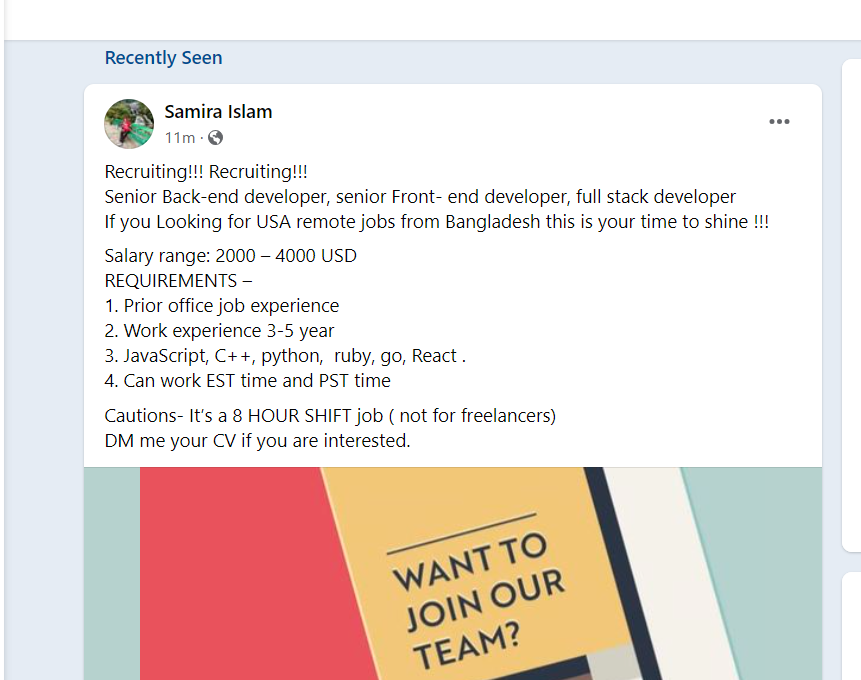 Recently Seen
Samira Islam
11m ·
Recruiting!!! Recruiting!!!
Senior Back-end developer, senior Front- end developer, full stack developer
If you Looking for USA remote jobs from Bangladesh this is your time to shine !!!
Salary range: 2000 – 4000 USD
REQUIREMENTS –
1. Prior office job experience
2. Work experience 3-5 year
3. JavaScript, C++, python,  ruby, go, React .
4. Can work EST time and PST time
Cautions- It’s a 8 HOUR SHIFT job ( not for freelancers)
DM me your CV if you are interested.
WANT TO
JOIN OUR
TEAM?